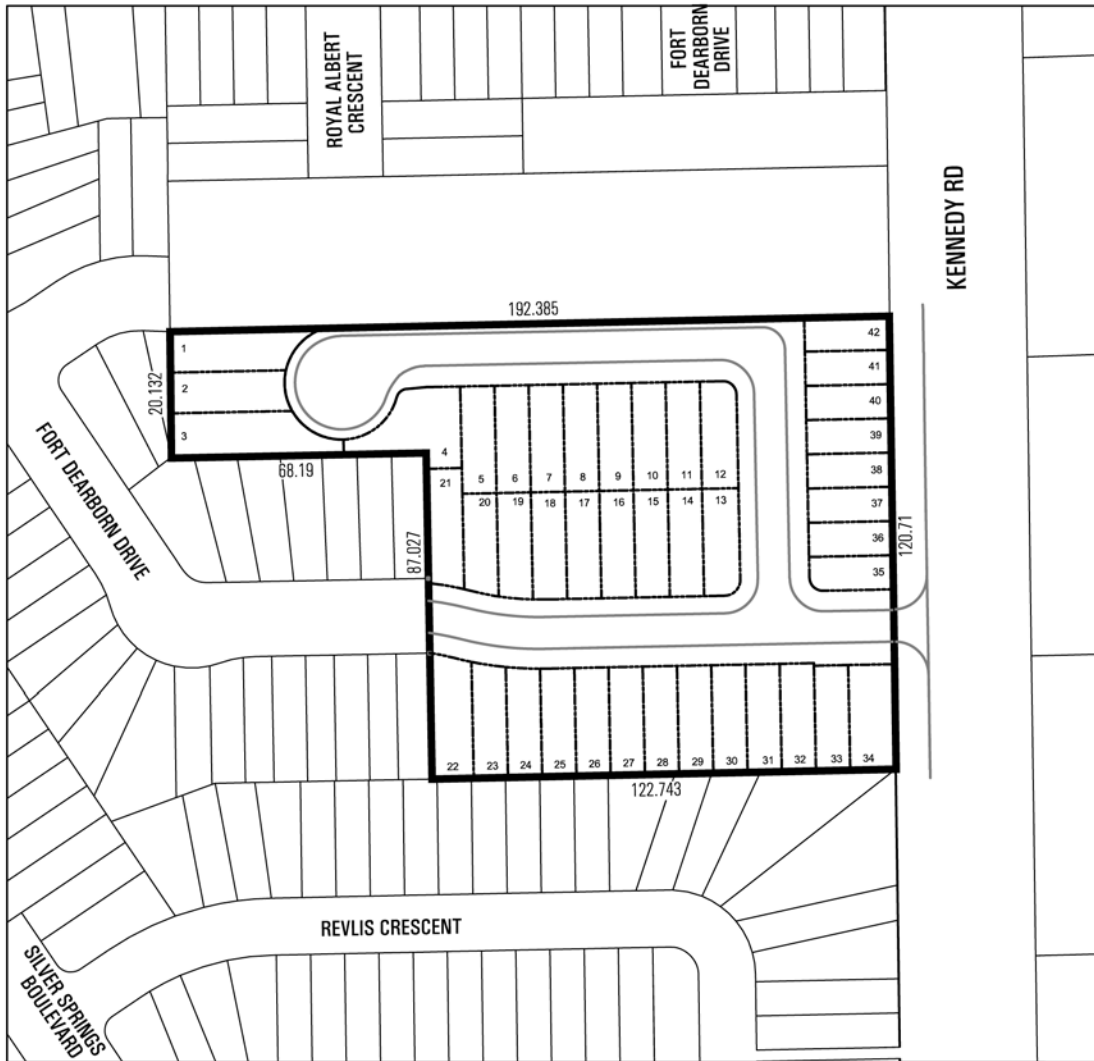 ROYAL ALBERT
CRESCENT
FORT
DEARBORN
DRIVE
KENNEDY RD
192.385
1
42
41
2
20.132
40
3
39
4
38
68.19
21
5 6 7 8 9 10 11 12
20 19 18 17 16 15 14 13
37
36
120.71
35
FORT DEARBORN DRIVE
87.027
22 23 24 25 26 27 28 29 30 31 32 33 34
122.743
REVLIS CRESCENT
SILVER SPRINGS
BOULEVARD